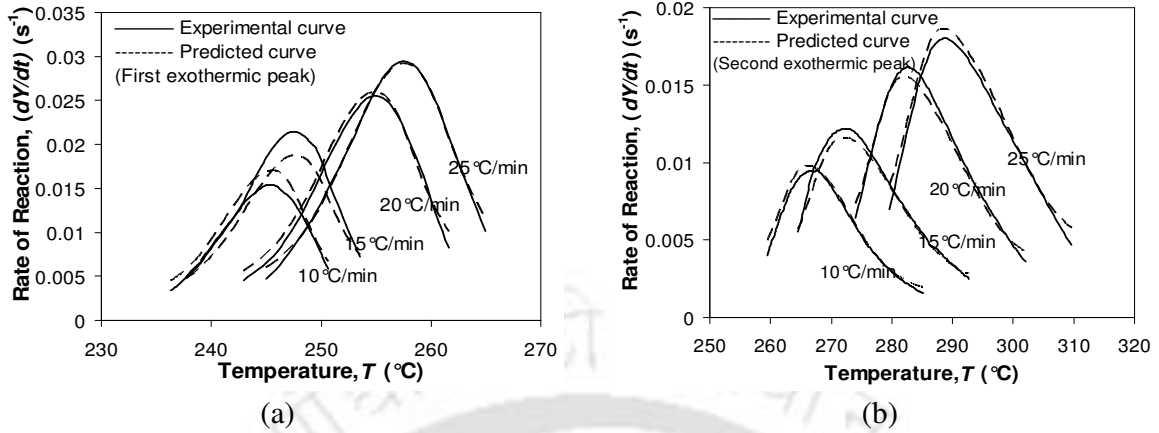 Rate of Reaction, (dY/dt) (s-1)
0.035
0.03
0.025
0.02
0.015
0.01
0.005
0
Experimental curve
Predicted curve
(First exothermic peak)
25°C/min
20°C/min
15°C/min
10°C/min
230 240 250 260 270
Temperature, T (°C)
(a)
Rate of Reaction, (dY/dt) (s-1)
0.02
0.015
0.01
0.005
0
Experimental curve
Predicted curve
(Second exothermic peak)
25°C/min
20°C/min
15°C/min
10°C/min
250 260 270 280 290 300 310 320
Temperature, T (°C)
(b)